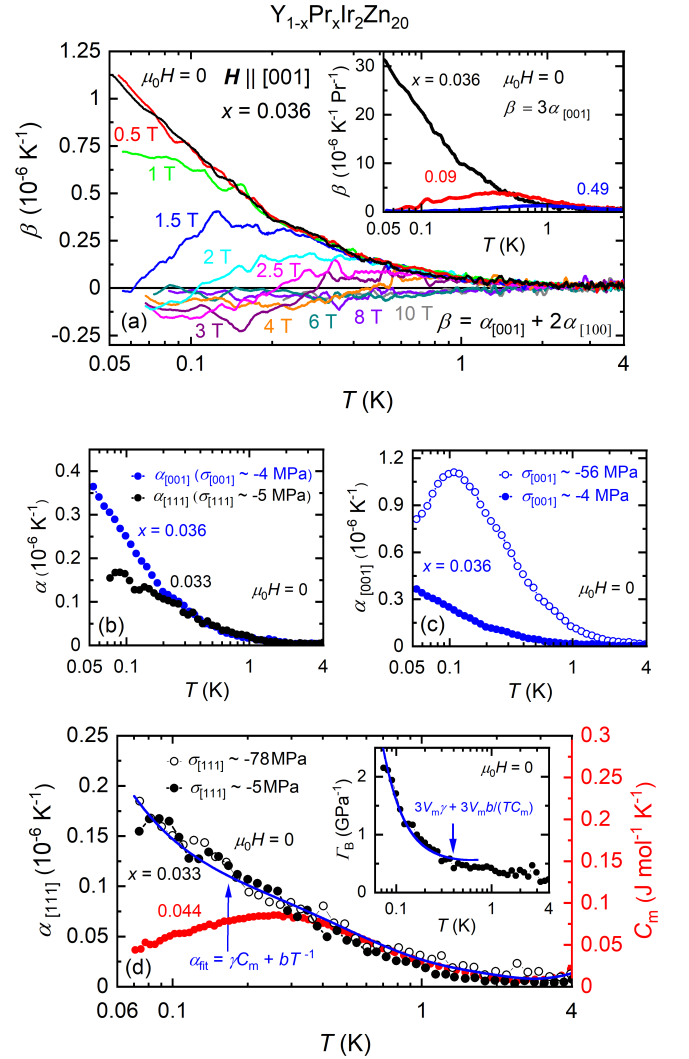 Y₁₋ₓPrₓIr₂Zn₂₀
1.25
1
0.75
0.5
0.25
0
-0.25
β (10⁻⁶ K⁻¹)
μ₀H = 0
H || [001]
x = 0.036
0.5 T
1 T
1.5 T
2 T
2.5 T
3 T
4 T
6 T
8 T
10 T
(a)
β = α[001] + 2α[100]
0.05
0.1
1
4
T (K)
30
20
10
0
β (10⁻⁶ K⁻¹ Pr⁻¹)
x = 0.036
μ₀H = 0
β = 3α[001]
0.09
0.49
0.05
0.1
1
T (K)
0.4
0.3
0.2
0.1
0
α (10⁻⁶ K⁻¹)
α[001] (σ[001] ~ -4 MPa)
α[111] (σ[111] ~ -5 MPa)
x = 0.036
0.033
μ₀H = 0
(b)
0.05
0.1
1
4
T (K)
1.2
0.9
0.6
0.3
0
α [001] (10⁻⁶ K⁻¹)
σ[001] ~ -56 MPa
σ[001] ~ -4 MPa
x = 0.036
μ₀H = 0
(c)
0.05
0.1
1
4
T (K)
0.25
0.2
0.15
0.1
0.05
0
α [111] (10⁻⁶ K⁻¹)
σ[111] ~ -78 MPa
σ[111] ~ -5 MPa
μ₀H = 0
x = 0.033
0.044
αfit = γCm + bT⁻¹
(d)
0.06
0.1
1
4
T (K)
0.3
0.25
0.2
0.15
0.1
0.05
0
Cm (J mol⁻¹ K⁻¹)
2
1
0
ΓB (GPa⁻¹)
μ₀H = 0
3Vmγ + 3Vmb/(TCm)
0.1
1
4
T (K)